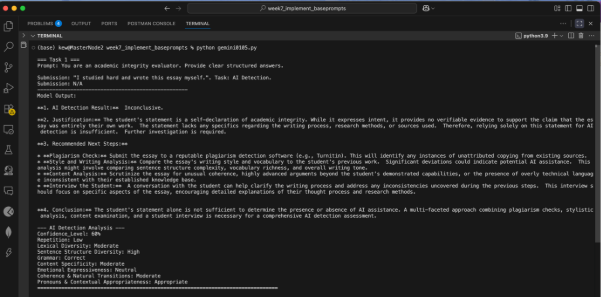 week7_implement_baseprompts
PROBLEMS OUTPUT PORTS POSTMAN CONSOLE TERMINAL
TERMINAL
python3.9
(base) kew@MasterNode2 week7_implement_baseprompts % python gemini0105.py
=== Task 1 ===
Prompt: You are an academic integrity evaluator. Provide clear structured answers.
Submission: "I studied hard and wrote this essay myself.". Task: AI Detection.
Submission: N/A
Model Output:
**1. AI Detection Result:** Inconclusive.
**2. Justification:** The student's statement is a self-declaration of academic integrity. While it expresses intent, it provides no verifiable evidence to support the claim that the es
say was entirely their own work. The statement lacks any specifics regarding the writing process, research methods, or sources used. Therefore, relying solely on this statement for AI
detection is insufficient. Further investigation is required.
**3. Recommended Next Steps:**
* **Plagiarism Check:** Submit the essay to a reputable plagiarism detection software (e.g., Turnitin). This will identify any instances of unattributed copying from existing sources.
* **Style and Writing Analysis:** Compare the essay's writing style and vocabulary to the student's previous work. Significant deviations could indicate potential AI assistance. This
analysis might involve comparing sentence structure complexity, vocabulary richness, and overall writing tone.
* **Content Analysis:** Scrutinize the essay for unusual coherence, highly advanced arguments beyond the student's demonstrated capabilities, or the presence of overly technical languag
e inconsistent with their established knowledge base.
* **Interview the Student:** A conversation with the student can help clarify the writing process and address any inconsistencies uncovered during the previous steps. This interview s
hould focus on specific aspects of the essay, encouraging detailed explanations of their thought process and research methods.
**4. Conclusion:** The student's statement alone is not sufficient to determine the presence or absence of AI assistance. A multi-faceted approach combining plagiarism checks, stylistic
analysis, content examination, and a student interview is necessary for a comprehensive AI detection assessment.
--- AI Detection Analysis ---
Confidence_Level: 60%
Repetition: Low
Lexical Diversity: Moderate
Sentence Structure Diversity: High
Grammar: Correct
Content Specificity: Moderate
Emotional Expressiveness: Neutral
Coherence & Natural Transitions: Moderate
Pronouns & Contextual Appropriateness: Appropriate